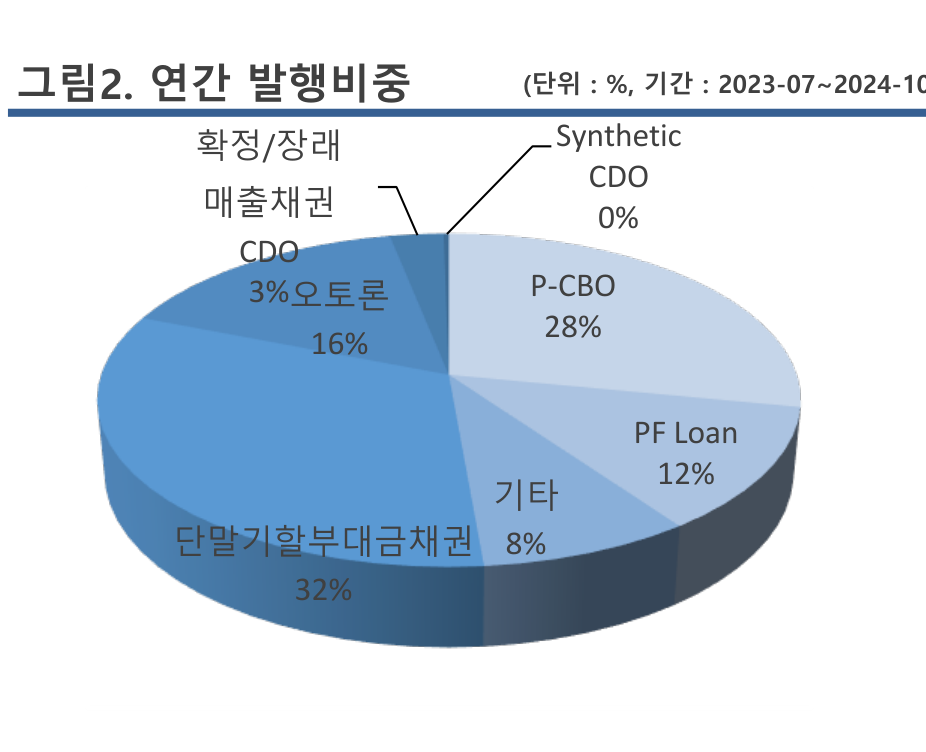 그림2. 연간 발행비중
(단위 : %, 기간 : 2023-07~2024-10
확정/장래
매출채권
CDO
3%
Synthetic
CDO
0%
P-CBO
28%
오토론
16%
PF Loan
12%
기타
8%
단말기할부대금채권
32%